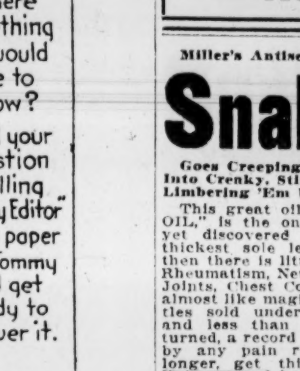 thing
would
e to
ow?
your
stion
lling
y Editor"
paper
ommy
get
dy to
er it.
Miller's Antise
Snal
Goes Creeping
Into Crenky, Sti
Limbering 'Em
This great oil
OIL," is the on
yet discovered
thickest sole le
then there is litt
Rheumatism, Ne
Joints, Chest Co
almost like magi
tles sold under
and less than
turned, a record
by any pain r
longer, get thi